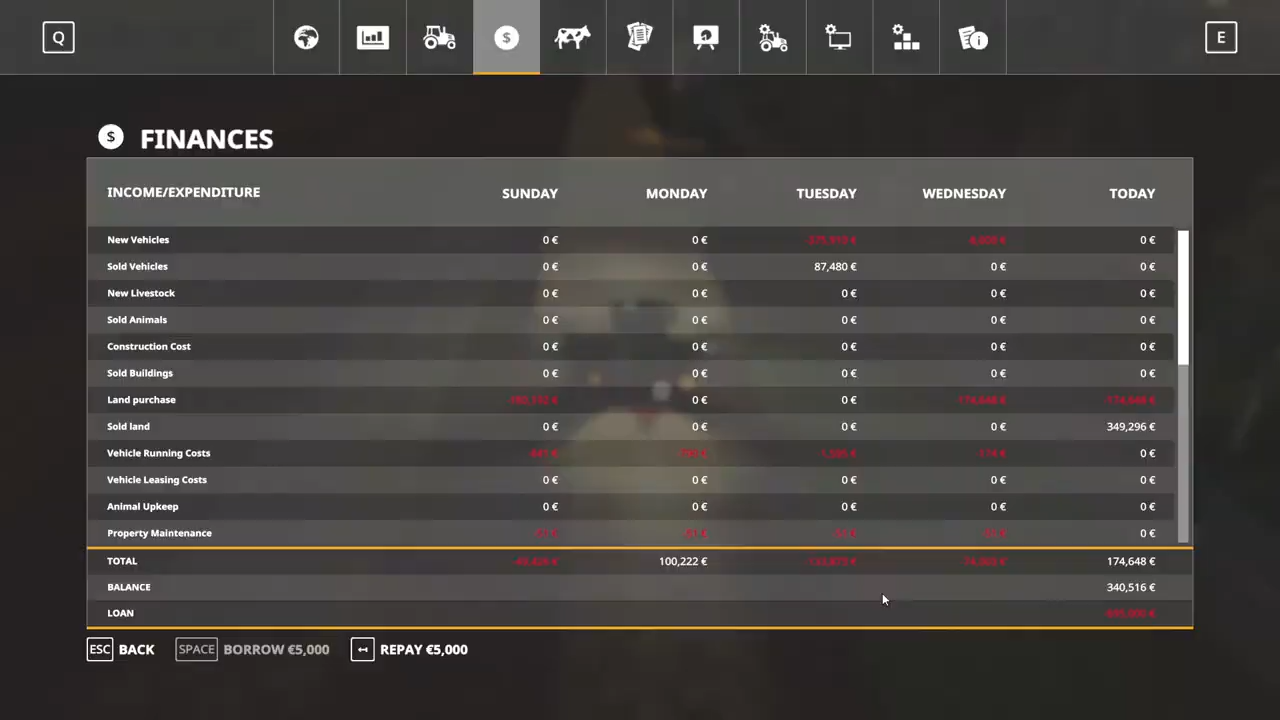 Q
E
FINANCES
INCOME/EXPENDITURE SUNDAY MONDAY TUESDAY WEDNESDAY TODAY
New Vehicles 0 € 0 € 0 €
Sold Vehicles 0 € 0 € 87,480 € 0 € 0 €
New Livestock 0 € 0 € 0 € 0 € 0 €
Sold Animals 0 € 0 € 0 € 0 € 0 €
Construction Cost 0 € 0 € 0 € 0 € 0 €
Sold Buildings 0 € 0 € 0 € 0 € 0 €
Land purchase 0 € 0 € -174,648 € -174,648 €
Sold land 0 € 0 € 0 € 0 € 349,296 €
Vehicle Running Costs 0 €
Vehicle Leasing Costs 0 € 0 € 0 € 0 € 0 €
Animal Upkeep 0 € 0 € 0 € 0 € 0 €
Property Maintenance 0 €
TOTAL 100,222 € 174,648 €
BALANCE 340,516 €
LOAN
ESC BACK SPACE BORROW €5,000 REPAY €5,000